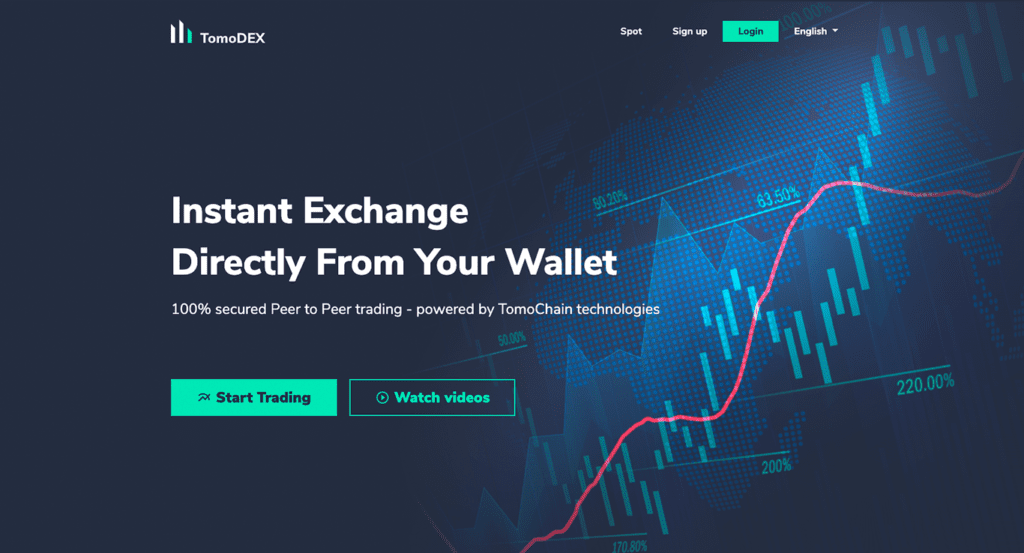 TomoDEX
Spot
Sign up
Login
English
Instant Exchange
Directly From Your Wallet
100% secured Peer to Peer trading - powered by TomoChain technologies
Start Trading
Watch videos
80.20%
63.50%
50.00%
220.00%
200%
170.80%